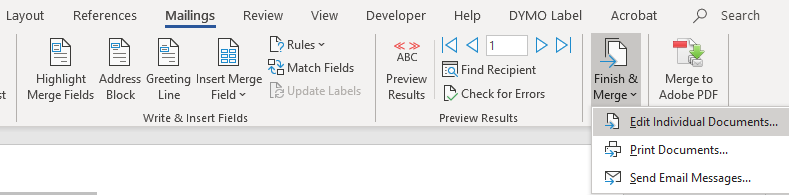 Layout References Mailings Review View Developer Help DYMO Label Acrobat Search
Highlight Merge Fields
Address Block
Greeting Line
Insert Merge Field
Rules
Match Fields
Update Labels
Write & Insert Fields
ABC
Preview Results
1
Find Recipient
Check for Errors
Preview Results
Finish & Merge
Merge to Adobe PDF
Edit Individual Documents...
Print Documents...
Send Email Messages...